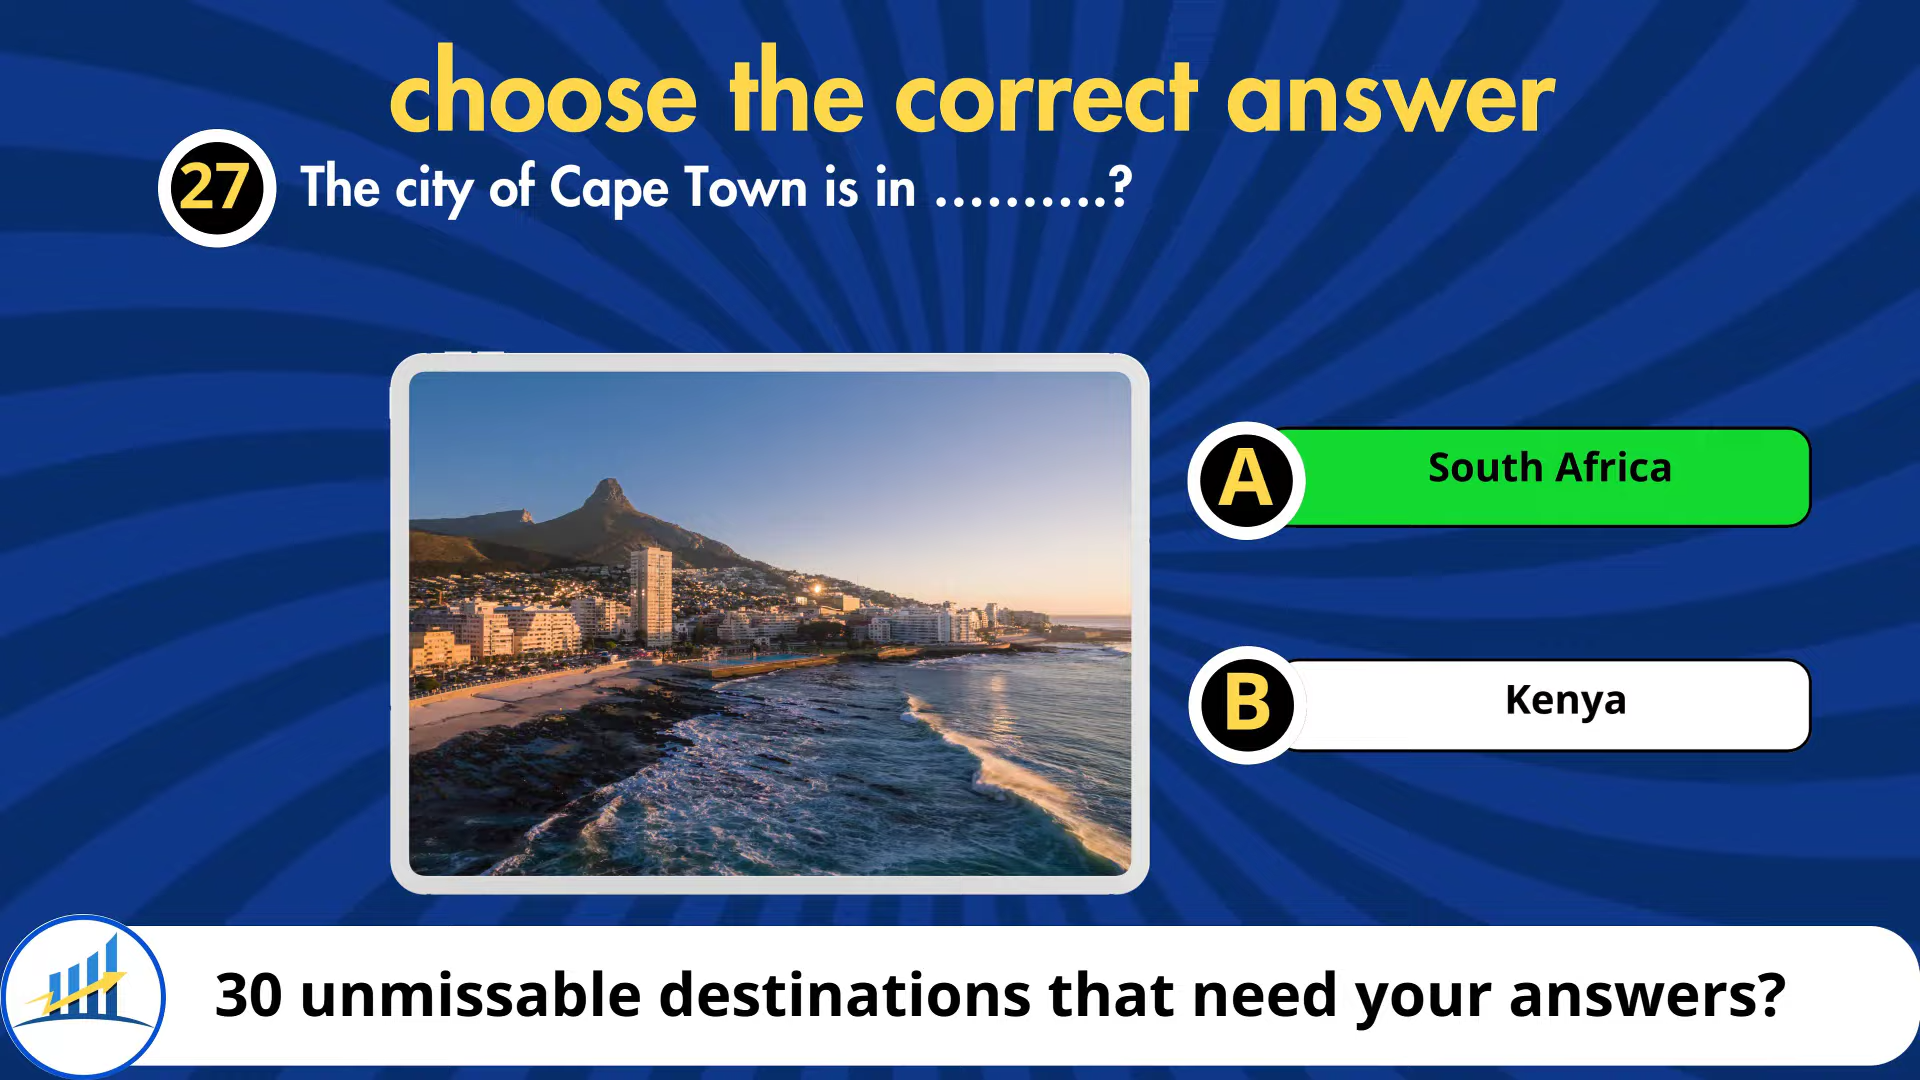 choose the correct answer
27
The city of Cape Town is in ..........?
A
South Africa
B
Kenya
30 unmissable destinations that need your answers?